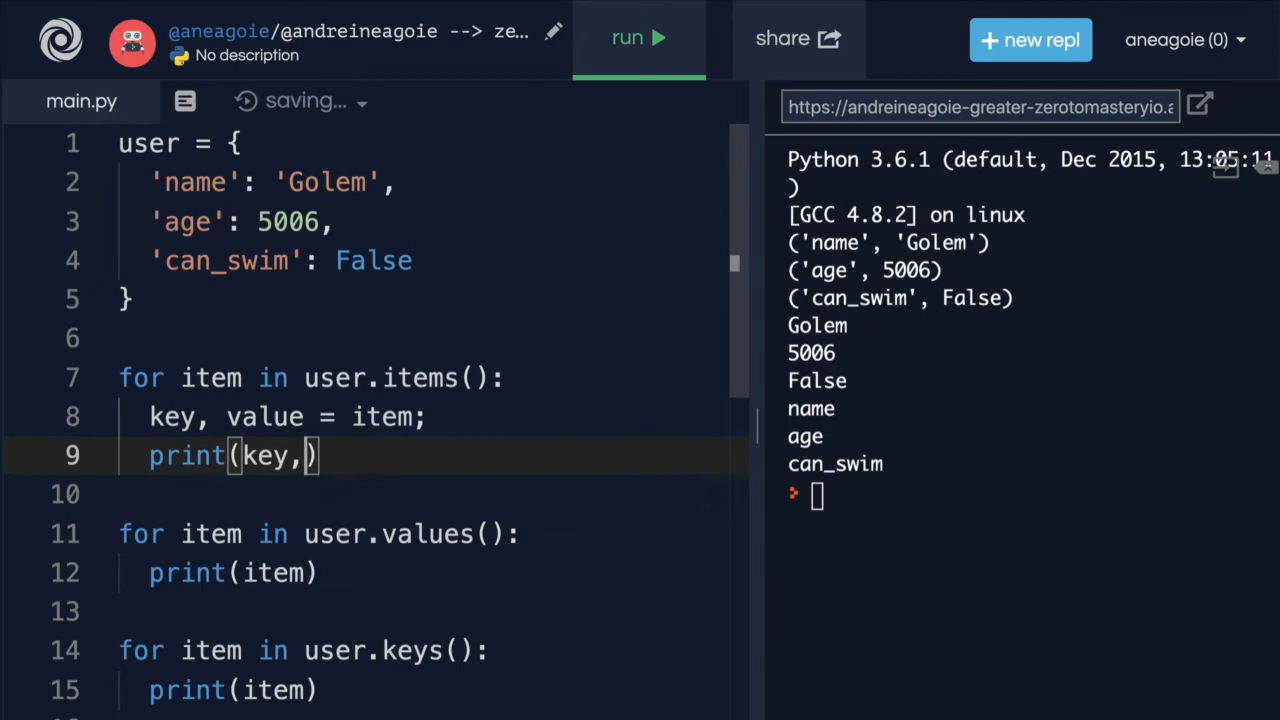 @aneagoie/@andreineagoie --> ze...
No description
run
share
+ new repl
aneagoie (0)
main.py
saving...
https://andreineagoie-greater-zerotomasteryio.a
1 user = {
2 'name': 'Golem',
3 'age': 5006,
4 'can_swim': False
5 }
6
7 for item in user.items():
8 key, value = item;
9 print(key,)
10
11 for item in user.values():
12 print(item)
13
14 for item in user.keys():
15 print(item)
Python 3.6.1 (default, Dec 2015, 13:05:11
)
[GCC 4.8.2] on linux
('name', 'Golem')
('age', 5006)
('can_swim', False)
Golem
5006
False
name
age
can_swim
>